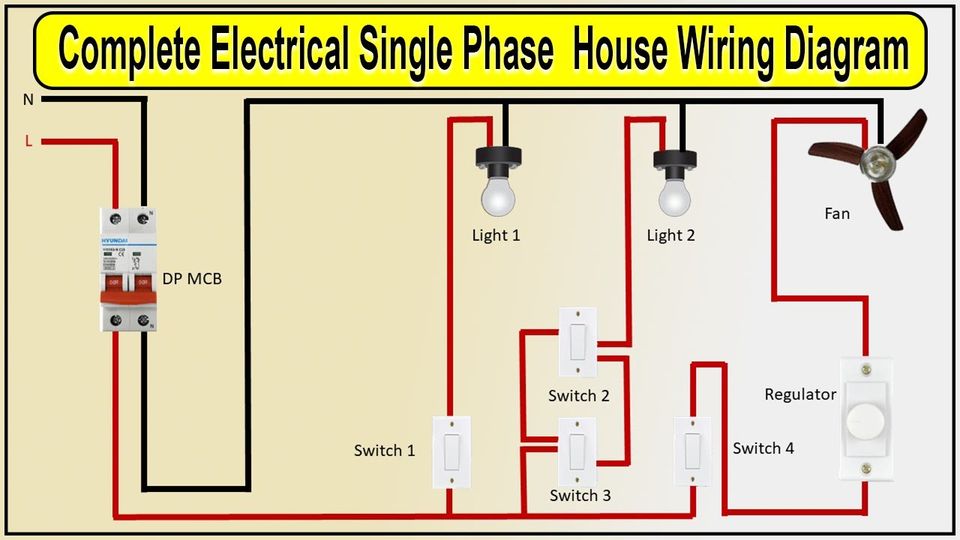 Complete Electrical Single Phase House Wiring Diagram
N
L
N
HYUNDAI
CE
N
DP MCB
Light 1
Light 2
Fan
Switch 2
Regulator
Switch 1
Switch 4
Switch 3